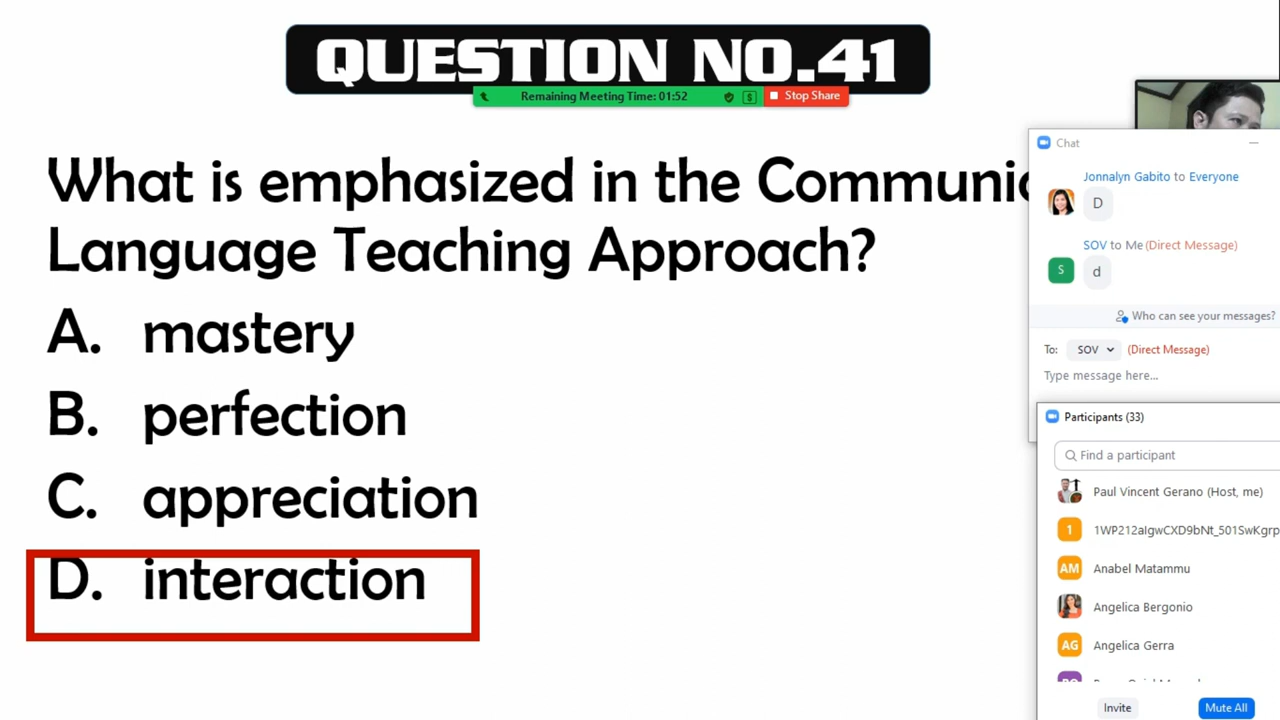 QUESTION NO.41
Remaining Meeting Time: 01:52
Stop Share
What is emphasized in the Communic
Language Teaching Approach?
A. mastery
B. perfection
C. appreciation
D. interaction
Chat
Jonnalyn Gabito to Everyone
D
SOV to Me (Direct Message)
S
d
Who can see your messages?
To: SOV (Direct Message)
Type message here...
Participants (33)
Find a participant
Paul Vincent Gerano (Host, me)
1 1WP212aIgwCXD9bNt_501SwKgrp
AM Anabel Matammu
Angelica Bergonio
AG Angelica Gerra
Invite
Mute All